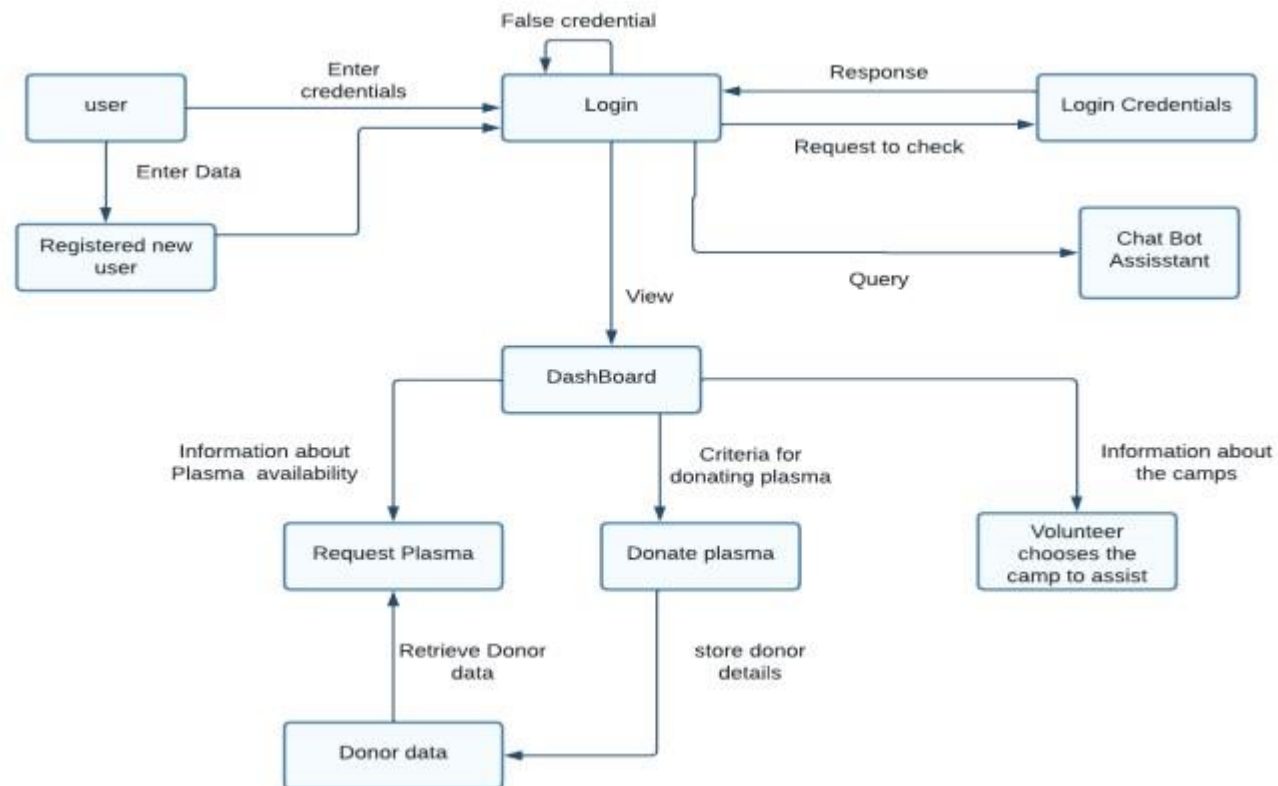 False credential
Enter
credentials
Response
user
Login
Login Credentials
Request to check
Enter Data
Registered new
user
Chat Bot
Assisstant
Query
View
DashBoard
Information about
Plasma availability
Criteria for
donating plasma
Information about
the camps
Request Plasma
Donate plasma
Volunteer
chooses the
camp to assist
Retrieve Donor
data
store donor
details
Donor data